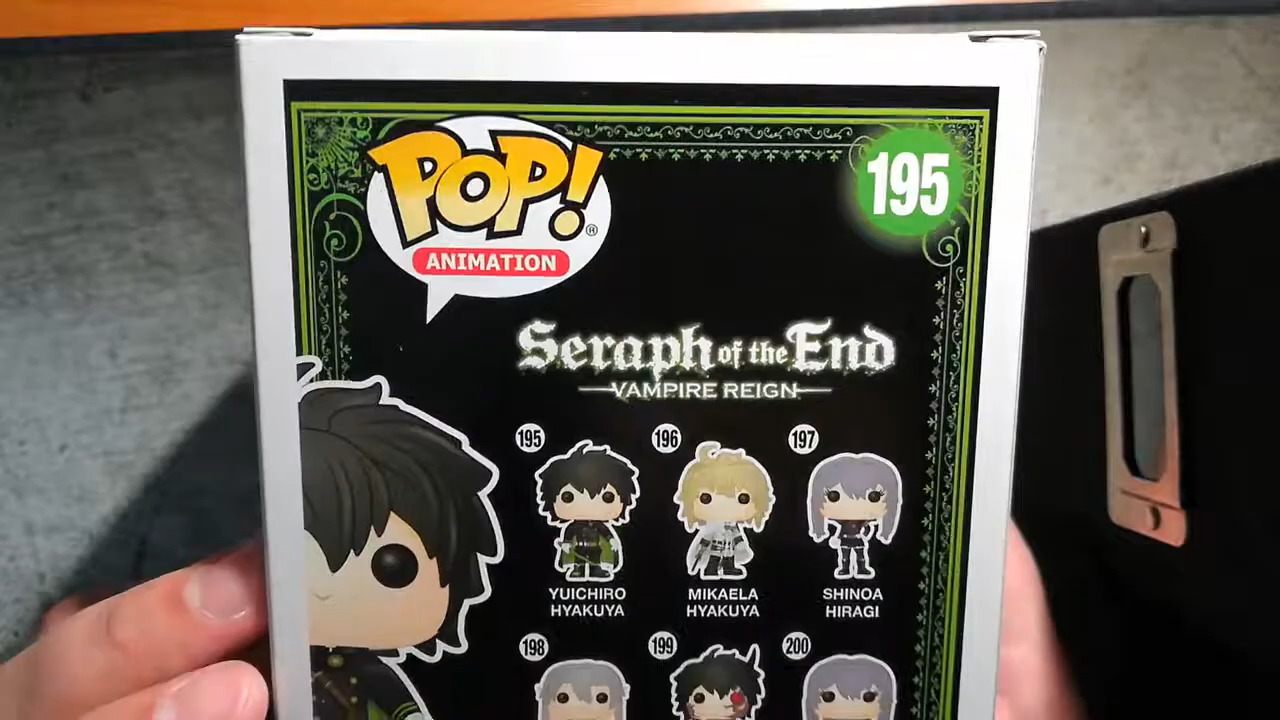 POP!®
ANIMATION
195
Seraph of the End
VAMPIRE REIGN
195 196 197
YUICHIRO HYAKUYA
MIKAELA HYAKUYA
SHINOA HIRAGI
198 199 200